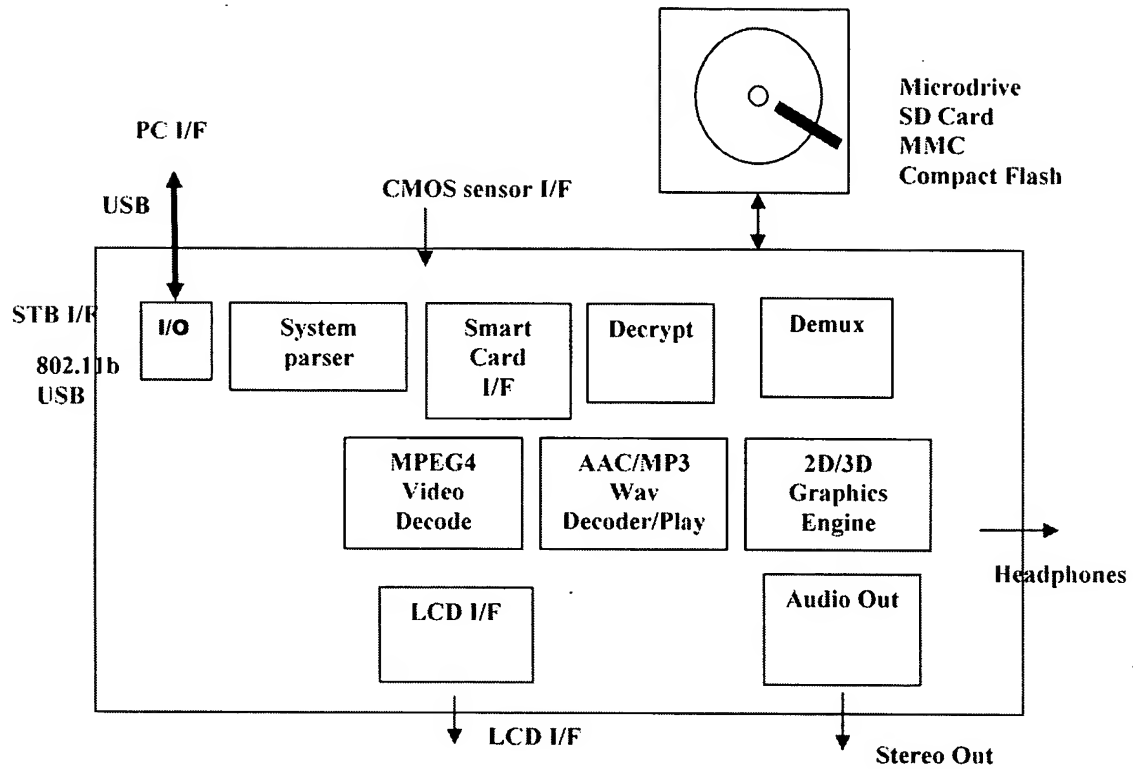 Microdrive
SD Card
MMC
Compact Flash
PC I/F
USB
CMOS sensor I/F
STB I/F
802.11b
USB
I/O
System
parser
Smart
Card
I/F
Decrypt
Demux
MPEG4
Video
Decode
AAC/MP3
Wav
Decoder/Play
2D/3D
Graphics
Engine
Headphones
LCD I/F
Audio Out
LCD I/F
Stereo Out